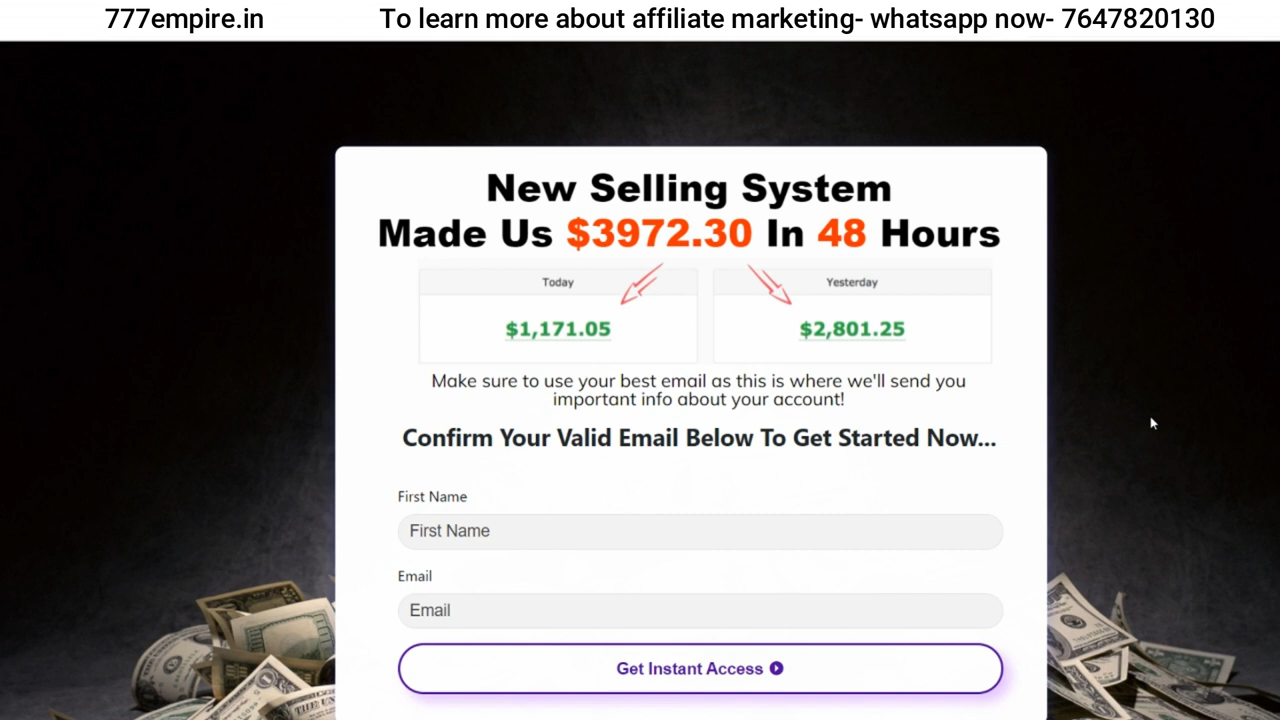 777empire.in To learn more about affiliate marketing- whatsapp now- 7647820130
New Selling System
Made Us $3972.30 In 48 Hours
Today Yesterday
$1,171.05 $2,801.25
Make sure to use your best email as this is where we'll send you
important info about your account!
Confirm Your Valid Email Below To Get Started Now...
First Name
First Name
Email
Email
Get Instant Access